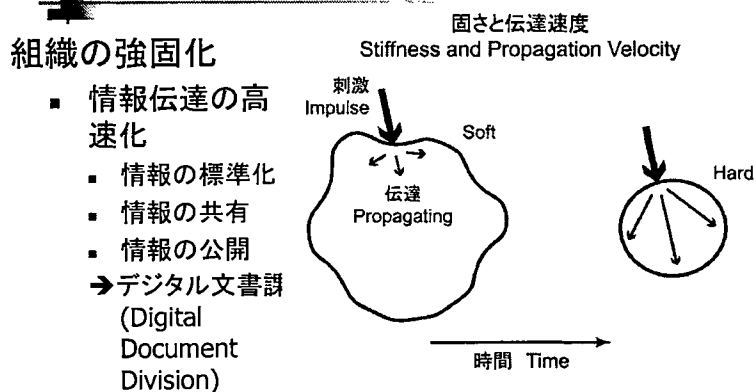 組織の強固化
▪ 情報伝達の高
速化
▪ 情報の標準化
▪ 情報の共有
▪ 情報の公開
→デジタル文書課
(Digital
Document
Division)
固さと伝達速度
Stiffness and Propagation Velocity
刺激
Impulse
Soft
伝達
Propagating
Hard
時間 Time